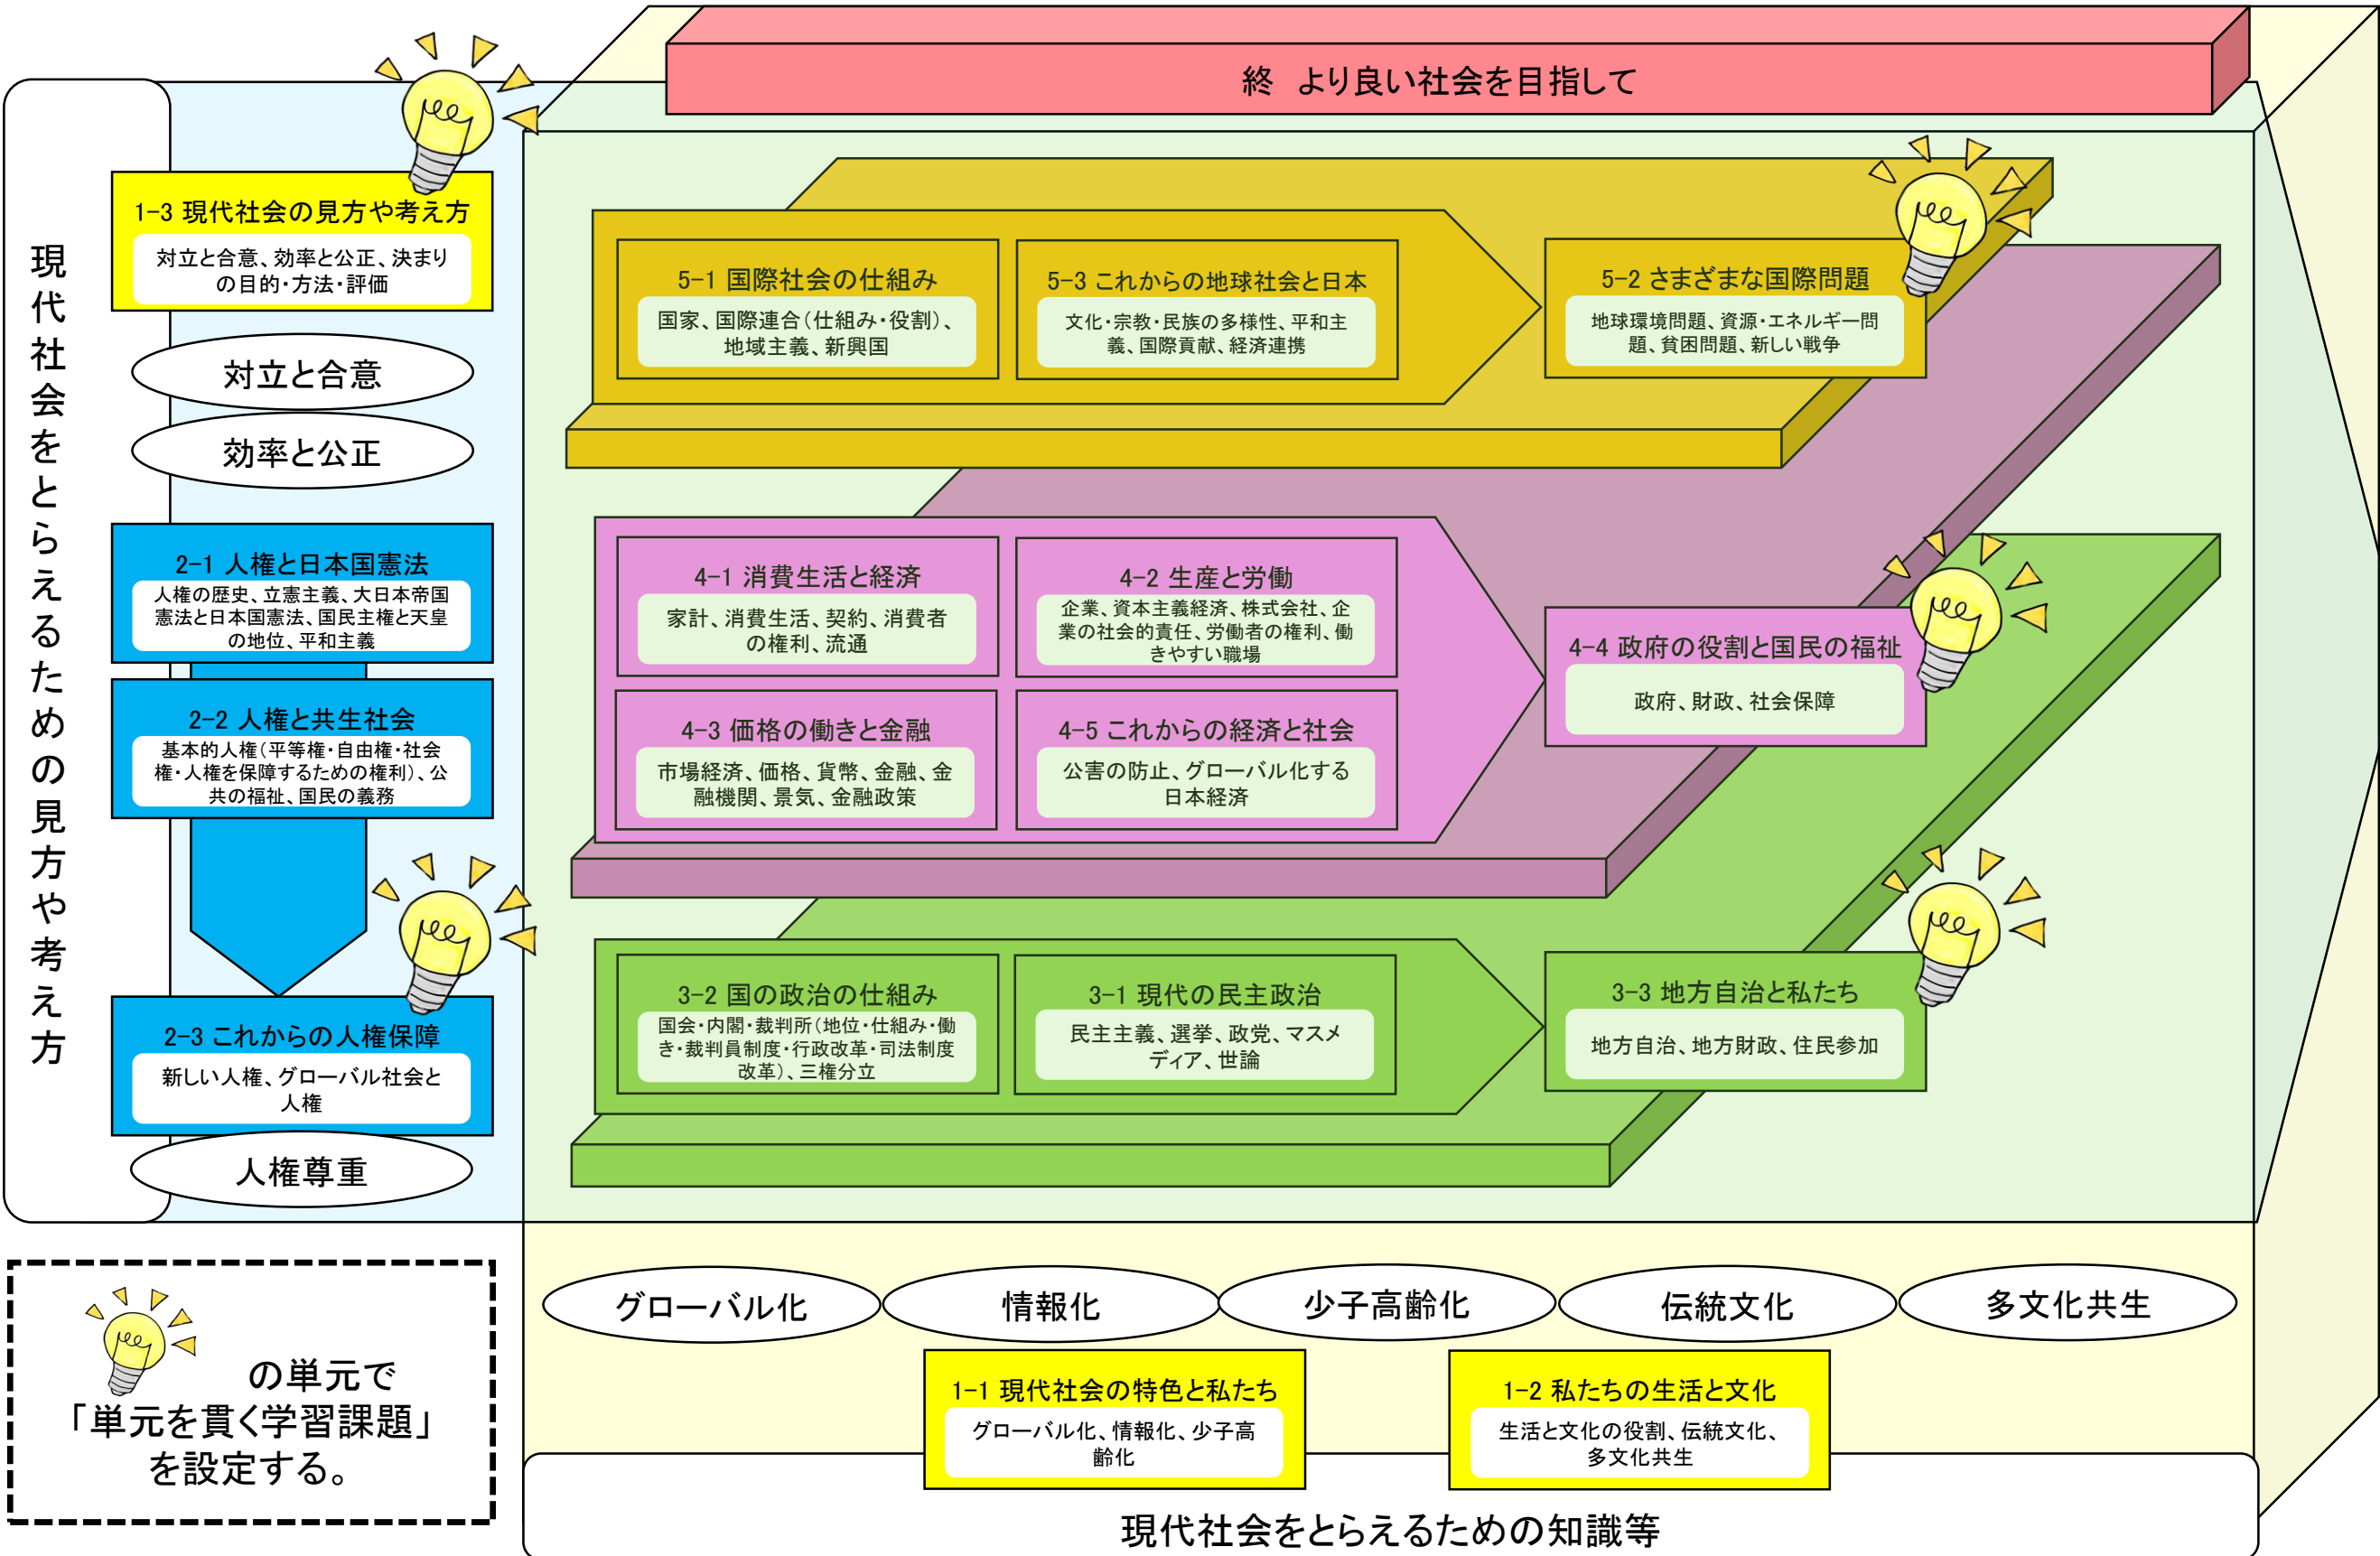 終　より良い社会を目指して
現代社会をとらえるための見方や考え方
1-3 現代社会の見方や考え方
対立と合意、効率と公正、決まり
の目的・方法・評価
対立と合意
効率と公正
2-1 人権と日本国憲法
人権の歴史、立憲主義、大日本帝国
憲法と日本国憲法、国民主権と天皇
の地位、平和主義
2-2 人権と共生社会
基本的人権（平等権・自由権・社会
権・人権を保障するための権利）、公
共の福祉、国民の義務
2-3 これからの人権保障
新しい人権、グローバル社会と
人権
人権尊重
5-1 国際社会の仕組み
国家、国際連合（仕組み・役割）、
地域主義、新興国
5-3 これからの地球社会と日本
文化・宗教・民族の多様性、平和主
義、国際貢献、経済連携
5-2 さまざまな国際問題
地球環境問題、資源・エネルギー問
題、貧困問題、新しい戦争
4-1 消費生活と経済
家計、消費生活、契約、消費者
の権利、流通
4-2 生産と労働
企業、資本主義経済、株式会社、企
業の社会的責任、労働者の権利、働
きやすい職場
4-3 価格の働きと金融
市場経済、価格、貨幣、金融、金
融機関、景気、金融政策
4-5 これからの経済と社会
公害の防止、グローバル化する
日本経済
4-4 政府の役割と国民の福祉
政府、財政、社会保障
3-2 国の政治の仕組み
国会・内閣・裁判所（地位・仕組み・働
き・裁判員制度・行政改革・司法制度
改革）、三権分立
3-1 現代の民主政治
民主主義、選挙、政党、マスメ
ディア、世論
3-3 地方自治と私たち
地方自治、地方財政、住民参加
グローバル化
情報化
少子高齢化
伝統文化
多文化共生
1-1 現代社会の特色と私たち
グローバル化、情報化、少子高
齢化
1-2 私たちの生活と文化
生活と文化の役割、伝統文化、
多文化共生
現代社会をとらえるための知識等
の単元で
「単元を貫く学習課題」
を設定する。